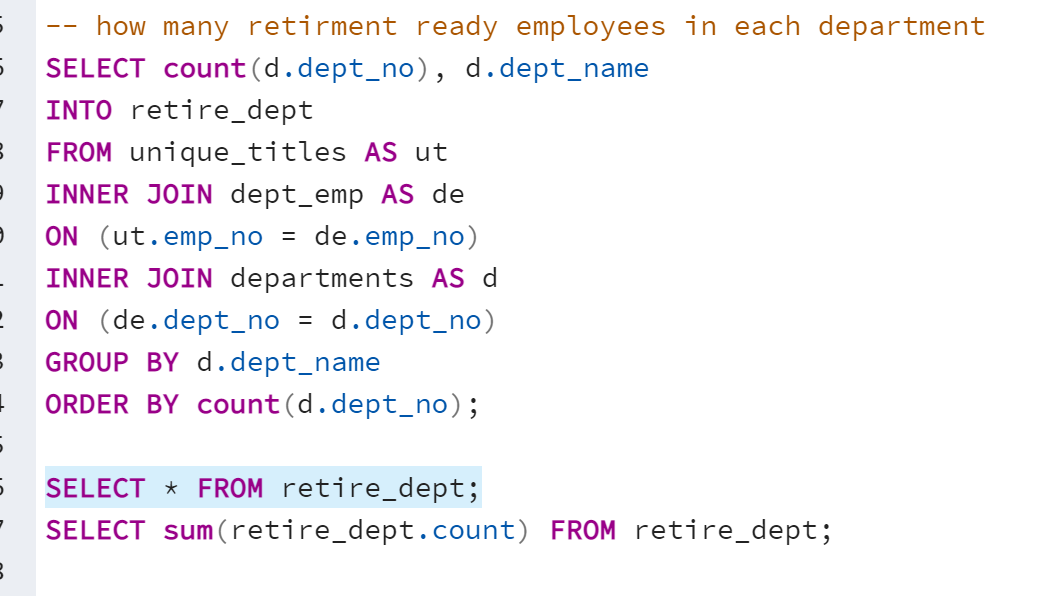 -- how many retirment ready employees in each department
SELECT count(d.dept_no), d.dept_name
INTO retire_dept
FROM unique_titles AS ut
INNER JOIN dept_emp AS de
ON (ut.emp_no = de.emp_no)
INNER JOIN departments AS d
ON (de.dept_no = d.dept_no)
GROUP BY d.dept_name
ORDER BY count(d.dept_no);
SELECT * FROM retire_dept;
SELECT sum(retire_dept.count) FROM retire_dept;